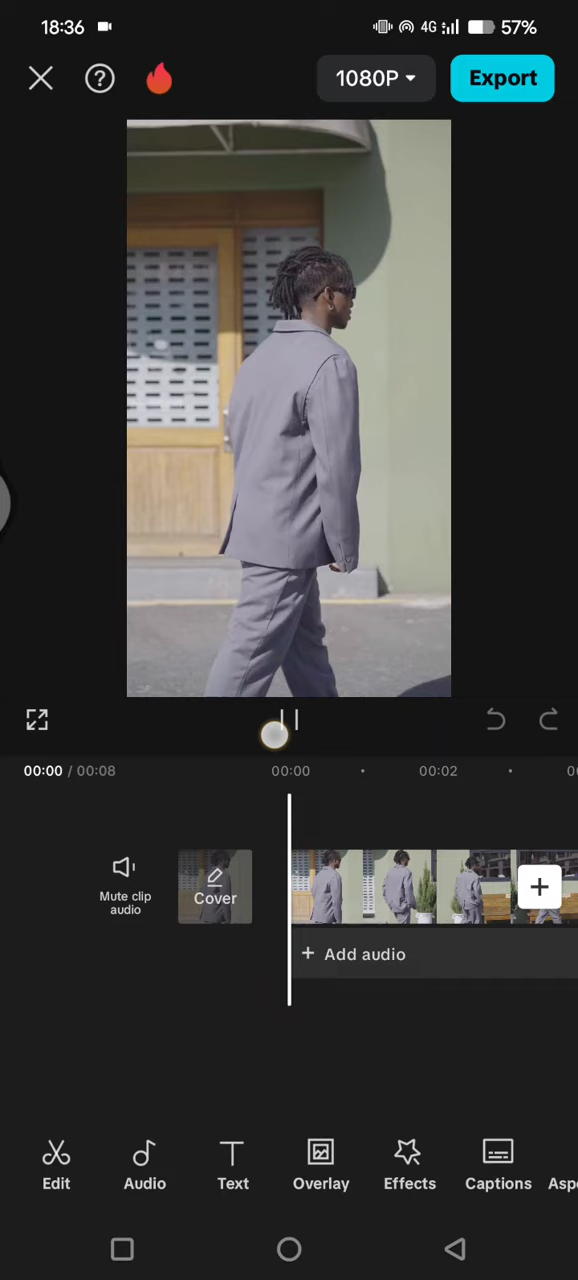 18:36 4G 57%
1080P Export
00:00 / 00:08 00:00 00:02
Mute clip audio
Cover
+ Add audio
Edit Audio Text Overlay Effects Captions